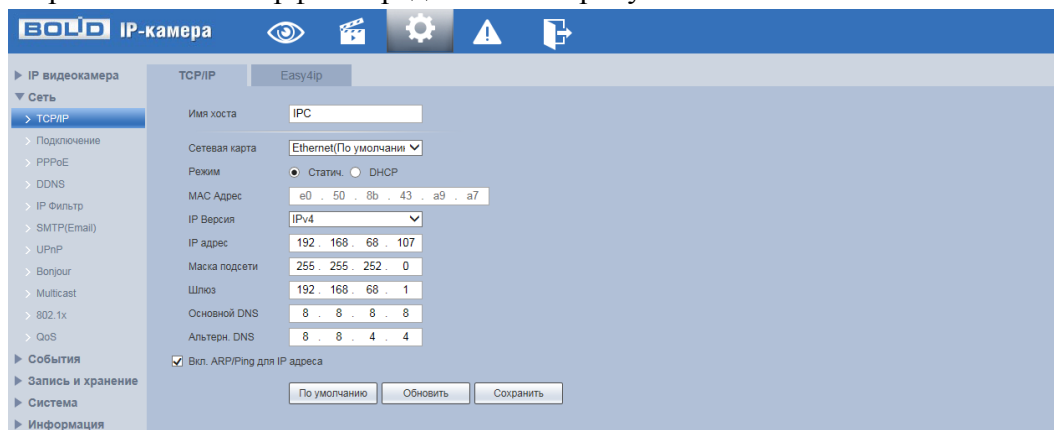 BOLID IP-камера
IP видеокамера
Сеть
TCP/IP
Подключение
PPPoE
DDNS
IP Фильтр
SMTP(Email)
UPnP
Bonjour
Multicast
802.1x
QoS
События
Запись и хранение
Система
Информация
TCP/IP Easy4ip
Имя хоста IPC
Сетевая карта Ethernet(По умолчани
Режим Статич. DHCP
MAC Адрес e0 . 50 . 8b . 43 . a9 . a7
IP Версия IPv4
IP адрес 192 . 168 . 68 . 107
Маска подсети 255 . 255 . 252 . 0
Шлюз 192 . 168 . 68 . 1
Основной DNS 8 . 8 . 8 . 8
Альтерн. DNS 8 . 8 . 4 . 4
Вкл. ARP/Ping для IP адреса
По умолчанию Обновить Сохранить